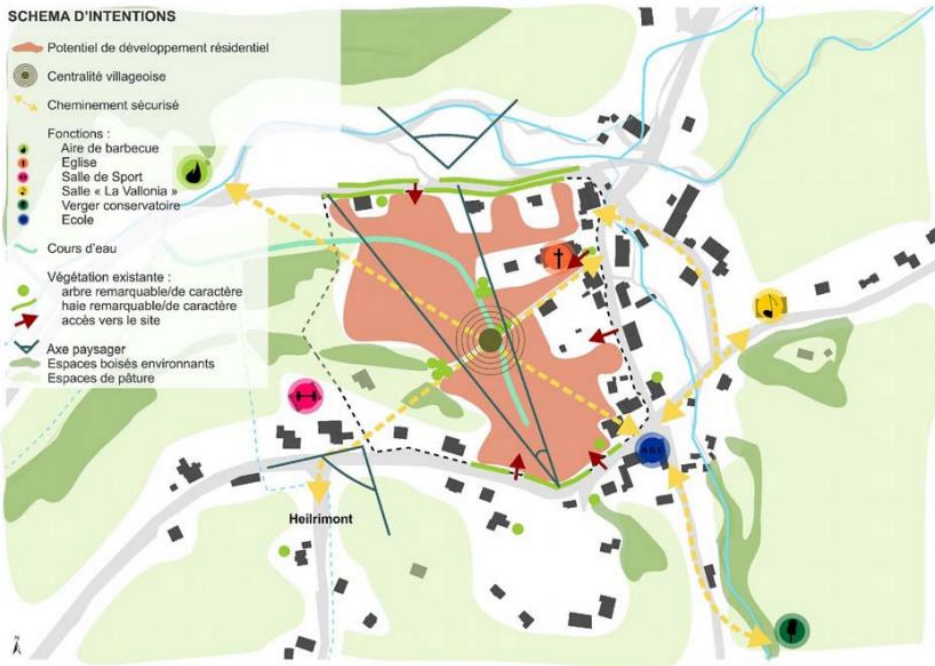 SCHEMA D'INTENTIONS
Potentiel de développement résidentiel
Centralité villageoise
Cheminement sécurisé
Fonctions :
Aire de barbecue
Eglise
Salle de Sport
Salle « La Vallonia »
Verger conservatoire
Ecole
Cours d'eau
Végétation existante :
arbre remarquable/de caractère
haie remarquable/de caractère
accès vers le site
Axe paysager
Espaces boisés environnants
Espaces de pâture
ABC
Heilrimont
N